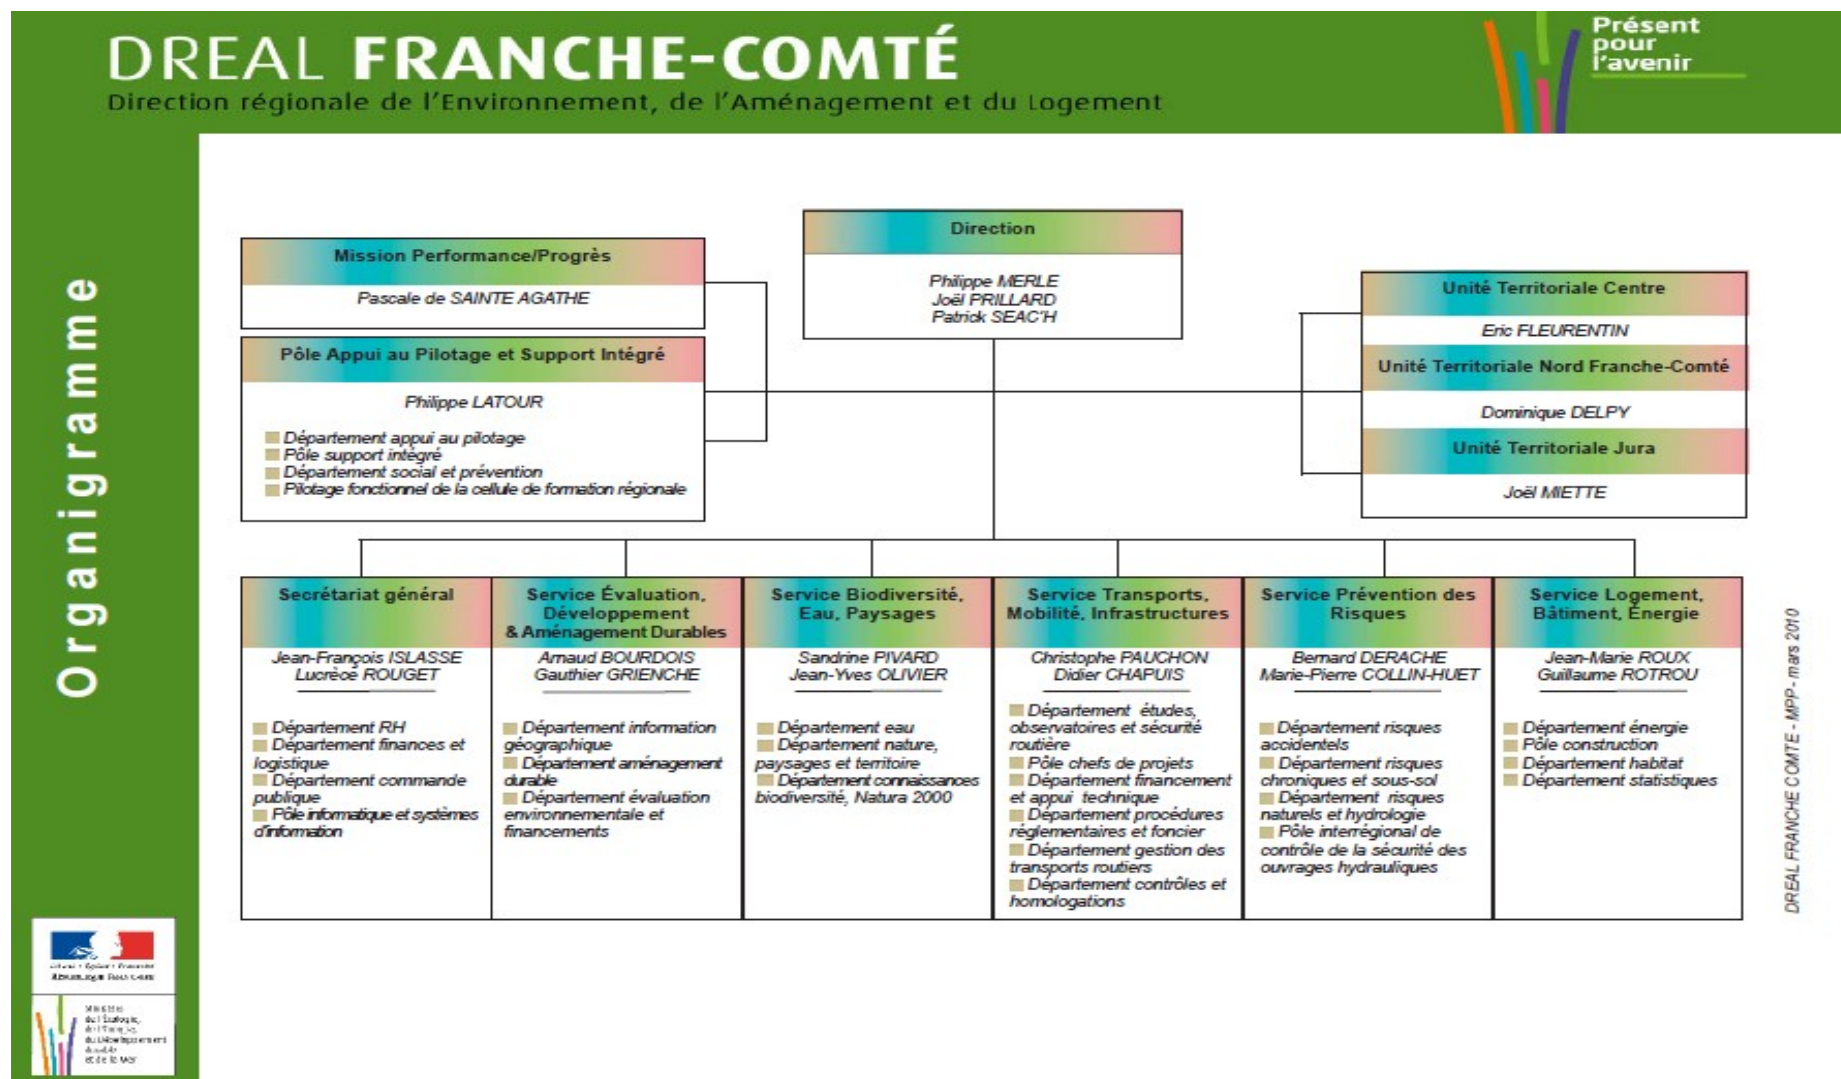 DREAL FRANCHE-COMTÉ
Direction régionale de l'Environnement, de l'Aménagement et du Logement
Présent
pour
l'avenir
Organigramme
Direction
Philippe MERLE
Joël PRILLARD
Patrick SEAC'H
Mission Performance/Progrès
Pascale de SAINTE AGATHE
Pôle Appui au Pilotage et Support Intégré
Philippe LATOUR
Département appui au pilotage
Pôle support intégré
Département social et prévention
Pilotage fonctionnel de la cellule de formation régionale
Unité Territoriale Centre
Eric FLEURENTIN
Unité Territoriale Nord Franche-Comté
Dominique DELPY
Unité Territoriale Jura
Joël MIETTE
Secrétariat général
Jean-François ISLASSE
Lucrèce ROUGET
Département RH
Département finances et
logistique
Département commande
publique
Pôle informatique et systèmes
d'information
Service Évaluation,
Développement
& Aménagement Durables
Arnaud BOURDOIS
Gauthier GRIENCHE
Département information
géographique
Département aménagement
durable
Département évaluation
environnementale et
financements
Service Biodiversité,
Eau, Paysages
Sandrine PIVARD
Jean-Yves OLIVIER
Département eau
Département nature,
paysages et territoire
Département connaissances
biodiversité, Natura 2000
Service Transports,
Mobilité, Infrastructures
Christophe PAUCHON
Didier CHAPUIS
Département études,
observatoires et sécurité
routière
Pôle chefs de projets
Département financement
et appui technique
Département procédures
réglementaires et foncier
Département gestion des
transports routiers
Département contrôles et
homologations
Service Prévention des
Risques
Bernard DERACHE
Marie-Pierre COLLIN-HUET
Département risques
accidentels
Département risques
chroniques et sous-sol
Département risques
naturels et hydrologie
Pôle interrégional de
contrôle de la sécurité des
ouvrages hydrauliques
Service Logement,
Bâtiment, Énergie
Jean-Marie ROUX
Guillaume ROTROU
Département énergie
Pôle construction
Département habitat
Département statistiques
DREAL FRANCHE COMTE - MPP - mars 2010